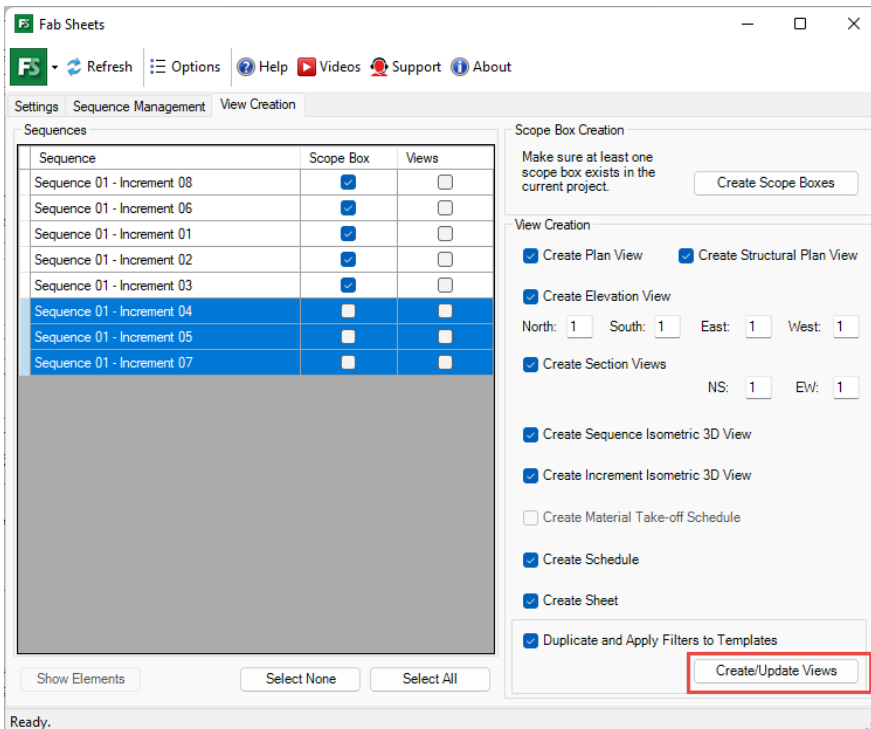 FS Fab Sheets
FS Refresh Options Help Videos Support About
Settings Sequence Management View Creation
Sequences
Sequence Scope Box Views
Sequence 01 - Increment 08
Sequence 01 - Increment 06
Sequence 01 - Increment 01
Sequence 01 - Increment 02
Sequence 01 - Increment 03
Sequence 01 - Increment 04
Sequence 01 - Increment 05
Sequence 01 - Increment 07
Show Elements Select None Select All
Scope Box Creation
Make sure at least one
scope box exists in the
current project.
Create Scope Boxes
View Creation
Create Plan View Create Structural Plan View
Create Elevation View
North: 1 South: 1 East: 1 West: 1
Create Section Views
NS: 1 EW: 1
Create Sequence Isometric 3D View
Create Increment Isometric 3D View
Create Material Take-off Schedule
Create Schedule
Create Sheet
Duplicate and Apply Filters to Templates
Create/Update Views
Ready.